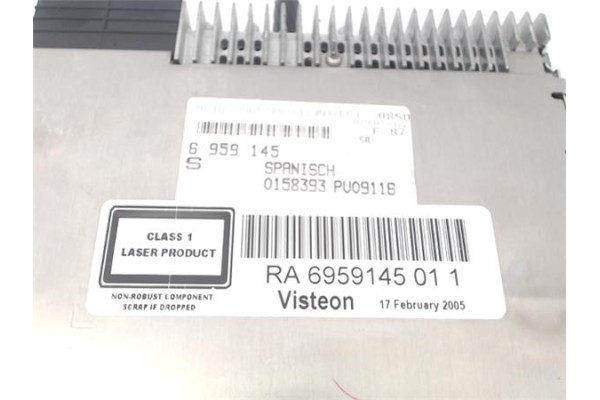 6 959 145
S SPANISCH
0158393 PV09116
CLASS 1
LASER PRODUCT
NON-ROBUST COMPONENT
SCRAP IF DROPPED
RA 6959145 01 1
Visteon 17 February 2005